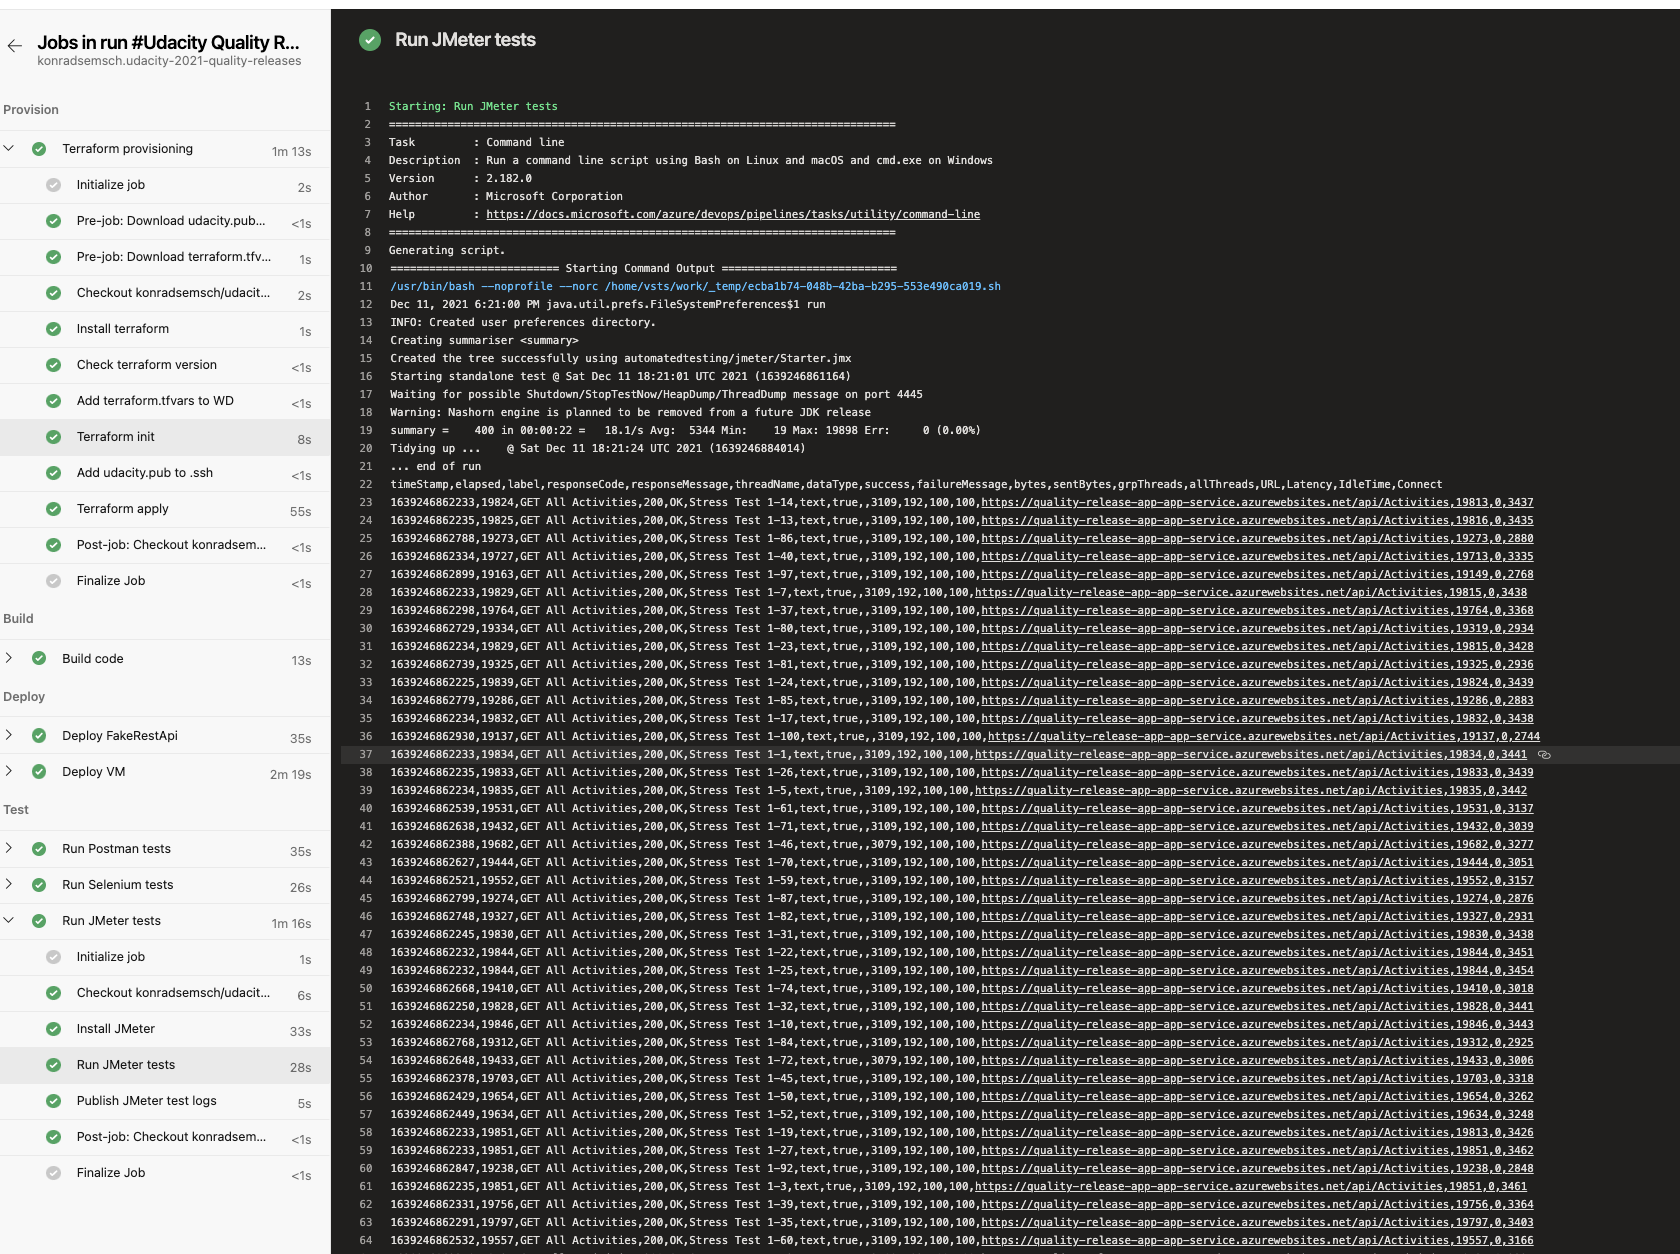 Jobs in run #Udacity Quality R...
konradsemsch.udacity-2021-quality-releases
Provision
Terraform provisioning 1m 13s
Initialize job 2s
Pre-job: Download udacity.pub... <1s
Pre-job: Download terraform.tfv... 1s
Checkout konradsemsch/udacit... 2s
Install terraform 1s
Check terraform version <1s
Add terraform.tfvars to WD <1s
Terraform init 8s
Add udacity.pub to .ssh <1s
Terraform apply 55s
Post-job: Checkout konradsem... <1s
Finalize Job <1s
Build
Build code 13s
Deploy
Deploy FakeRestApi 35s
Deploy VM 2m 19s
Test
Run Postman tests 35s
Run Selenium tests 26s
Run JMeter tests 1m 16s
Initialize job 1s
Checkout konradsemsch/udacit... 6s
Install JMeter 33s
Run JMeter tests 28s
Publish JMeter test logs 5s
Post-job: Checkout konradsem... <1s
Finalize Job <1s
Run JMeter tests
1 Starting: Run JMeter tests
2 ==============================================================================
3 Task : Command line
4 Description : Run a command line script using Bash on Linux and macOS and cmd.exe on Windows
5 Version : 2.182.0
6 Author : Microsoft Corporation
7 Help : https://docs.microsoft.com/azure/devops/pipelines/tasks/utility/command-line
8 ==============================================================================
9 Generating script.
10 ========================== Starting Command Output ===========================
11 /usr/bin/bash --noprofile --norc /home/vsts/work/_temp/ecba1b74-048b-42ba-b295-553e490ca019.sh
12 Dec 11, 2021 6:21:00 PM java.util.prefs.FileSystemPreferences$1 run
13 INFO: Created user preferences directory.
14 Creating summariser <summary>
15 Created the tree successfully using automatedtesting/jmeter/Starter.jmx
16 Starting standalone test @ Sat Dec 11 18:21:01 UTC 2021 (1639246861164)
17 Waiting for possible Shutdown/StopTestNow/HeapDump/ThreadDump message on port 4445
18 Warning: Nashorn engine is planned to be removed from a future JDK release
19 summary = 400 in 00:00:22 = 18.1/s Avg: 5344 Min: 19 Max: 19898 Err: 0 (0.00%)
20 Tidying up ... @ Sat Dec 11 18:21:24 UTC 2021 (1639246884014)
21 ... end of run
22 timeStamp,elapsed,label,responseCode,responseMessage,threadName,dataType,success,failureMessage,bytes,sentBytes,grpThreads,allThreads,URL,Latency,IdleTime,Connect
23 1639246862233,19824,GET All Activities,200,OK,Stress Test 1-14,text,true,,3109,192,100,100,https://quality-release-app-app-service.azurewebsites.net/api/Activities,19813,0,3437
24 1639246862235,19825,GET All Activities,200,OK,Stress Test 1-13,text,true,,3109,192,100,100,https://quality-release-app-app-service.azurewebsites.net/api/Activities,19816,0,3435
25 1639246862788,19273,GET All Activities,200,OK,Stress Test 1-86,text,true,,3109,192,100,100,https://quality-release-app-app-service.azurewebsites.net/api/Activities,19273,0,2880
26 1639246862334,19727,GET All Activities,200,OK,Stress Test 1-40,text,true,,3109,192,100,100,https://quality-release-app-app-service.azurewebsites.net/api/Activities,19713,0,3335
27 1639246862899,19163,GET All Activities,200,OK,Stress Test 1-97,text,true,,3109,192,100,100,https://quality-release-app-app-service.azurewebsites.net/api/Activities,19149,0,2768
28 1639246862233,19829,GET All Activities,200,OK,Stress Test 1-7,text,true,,3109,192,100,100,https://quality-release-app-app-service.azurewebsites.net/api/Activities,19815,0,3438
29 1639246862298,19764,GET All Activities,200,OK,Stress Test 1-37,text,true,,3109,192,100,100,https://quality-release-app-app-service.azurewebsites.net/api/Activities,19764,0,3368
30 1639246862729,19334,GET All Activities,200,OK,Stress Test 1-80,text,true,,3109,192,100,100,https://quality-release-app-app-service.azurewebsites.net/api/Activities,19319,0,2934
31 1639246862234,19829,GET All Activities,200,OK,Stress Test 1-23,text,true,,3109,192,100,100,https://quality-release-app-app-service.azurewebsites.net/api/Activities,19815,0,3428
32 1639246862739,19325,GET All Activities,200,OK,Stress Test 1-81,text,true,,3109,192,100,100,https://quality-release-app-app-service.azurewebsites.net/api/Activities,19325,0,2936
33 1639246862225,19839,GET All Activities,200,OK,Stress Test 1-24,text,true,,3109,192,100,100,https://quality-release-app-app-service.azurewebsites.net/api/Activities,19824,0,3439
34 1639246862779,19286,GET All Activities,200,OK,Stress Test 1-85,text,true,,3109,192,100,100,https://quality-release-app-app-service.azurewebsites.net/api/Activities,19286,0,2883
35 1639246862234,19832,GET All Activities,200,OK,Stress Test 1-17,text,true,,3109,192,100,100,https://quality-release-app-app-service.azurewebsites.net/api/Activities,19832,0,3438
36 1639246862930,19137,GET All Activities,200,OK,Stress Test 1-100,text,true,,3109,192,100,100,https://quality-release-app-app-service.azurewebsites.net/api/Activities,19137,0,2744
37 1639246862233,19834,GET All Activities,200,OK,Stress Test 1-1,text,true,,3109,192,100,100,https://quality-release-app-app-service.azurewebsites.net/api/Activities,19834,0,3441
38 1639246862235,19833,GET All Activities,200,OK,Stress Test 1-26,text,true,,3109,192,100,100,https://quality-release-app-app-service.azurewebsites.net/api/Activities,19833,0,3439
39 1639246862234,19835,GET All Activities,200,OK,Stress Test 1-5,text,true,,3109,192,100,100,https://quality-release-app-app-service.azurewebsites.net/api/Activities,19835,0,3442
40 1639246862539,19531,GET All Activities,200,OK,Stress Test 1-61,text,true,,3109,192,100,100,https://quality-release-app-app-service.azurewebsites.net/api/Activities,19531,0,3137
41 1639246862638,19432,GET All Activities,200,OK,Stress Test 1-71,text,true,,3109,192,100,100,https://quality-release-app-app-service.azurewebsites.net/api/Activities,19432,0,3039
42 1639246862388,19682,GET All Activities,200,OK,Stress Test 1-46,text,true,,3079,192,100,100,https://quality-release-app-app-service.azurewebsites.net/api/Activities,19682,0,3277
43 1639246862627,19444,GET All Activities,200,OK,Stress Test 1-70,text,true,,3109,192,100,100,https://quality-release-app-app-service.azurewebsites.net/api/Activities,19444,0,3051
44 1639246862521,19552,GET All Activities,200,OK,Stress Test 1-59,text,true,,3109,192,100,100,https://quality-release-app-app-service.azurewebsites.net/api/Activities,19552,0,3157
45 1639246862799,19274,GET All Activities,200,OK,Stress Test 1-87,text,true,,3109,192,100,100,https://quality-release-app-app-service.azurewebsites.net/api/Activities,19274,0,2876
46 1639246862748,19327,GET All Activities,200,OK,Stress Test 1-82,text,true,,3109,192,100,100,https://quality-release-app-app-service.azurewebsites.net/api/Activities,19327,0,2931
47 1639246862245,19830,GET All Activities,200,OK,Stress Test 1-31,text,true,,3109,192,100,100,https://quality-release-app-app-service.azurewebsites.net/api/Activities,19830,0,3438
48 1639246862232,19844,GET All Activities,200,OK,Stress Test 1-22,text,true,,3109,192,100,100,https://quality-release-app-app-service.azurewebsites.net/api/Activities,19844,0,3451
49 1639246862232,19844,GET All Activities,200,OK,Stress Test 1-25,text,true,,3109,192,100,100,https://quality-release-app-app-service.azurewebsites.net/api/Activities,19844,0,3454
50 1639246862668,19410,GET All Activities,200,OK,Stress Test 1-74,text,true,,3109,192,100,100,https://quality-release-app-app-service.azurewebsites.net/api/Activities,19410,0,3018
51 1639246862250,19828,GET All Activities,200,OK,Stress Test 1-32,text,true,,3109,192,100,100,https://quality-release-app-app-service.azurewebsites.net/api/Activities,19828,0,3441
52 1639246862234,19846,GET All Activities,200,OK,Stress Test 1-10,text,true,,3109,192,100,100,https://quality-release-app-app-service.azurewebsites.net/api/Activities,19846,0,3443
53 1639246862768,19312,GET All Activities,200,OK,Stress Test 1-84,text,true,,3109,192,100,100,https://quality-release-app-app-service.azurewebsites.net/api/Activities,19312,0,2925
54 1639246862648,19433,GET All Activities,200,OK,Stress Test 1-72,text,true,,3079,192,100,100,https://quality-release-app-app-service.azurewebsites.net/api/Activities,19433,0,3006
55 1639246862378,19703,GET All Activities,200,OK,Stress Test 1-45,text,true,,3109,192,100,100,https://quality-release-app-app-service.azurewebsites.net/api/Activities,19703,0,3318
56 1639246862429,19654,GET All Activities,200,OK,Stress Test 1-50,text,true,,3109,192,100,100,https://quality-release-app-app-service.azurewebsites.net/api/Activities,19654,0,3262
57 1639246862449,19634,GET All Activities,200,OK,Stress Test 1-52,text,true,,3109,192,100,100,https://quality-release-app-app-service.azurewebsites.net/api/Activities,19634,0,3248
58 1639246862233,19851,GET All Activities,200,OK,Stress Test 1-19,text,true,,3109,192,100,100,https://quality-release-app-app-service.azurewebsites.net/api/Activities,19813,0,3426
59 1639246862233,19851,GET All Activities,200,OK,Stress Test 1-27,text,true,,3109,192,100,100,https://quality-release-app-app-service.azurewebsites.net/api/Activities,19851,0,3462
60 1639246862847,19238,GET All Activities,200,OK,Stress Test 1-92,text,true,,3109,192,100,100,https://quality-release-app-app-service.azurewebsites.net/api/Activities,19238,0,2848
61 1639246862235,19851,GET All Activities,200,OK,Stress Test 1-3,text,true,,3109,192,100,100,https://quality-release-app-app-service.azurewebsites.net/api/Activities,19851,0,3461
62 1639246862331,19756,GET All Activities,200,OK,Stress Test 1-39,text,true,,3109,192,100,100,https://quality-release-app-app-service.azurewebsites.net/api/Activities,19756,0,3364
63 1639246862291,19797,GET All Activities,200,OK,Stress Test 1-35,text,true,,3109,192,100,100,https://quality-release-app-app-service.azurewebsites.net/api/Activities,19797,0,3403
64 1639246862532,19557,GET All Activities,200,OK,Stress Test 1-60,text,true,,3109,192,100,100,https://quality-release-app-app-service.azurewebsites.net/api/Activities,19557,0,3166